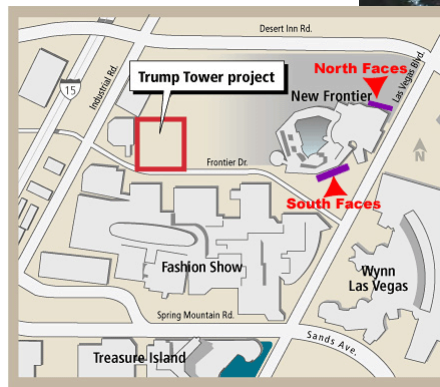 Desert Inn Rd.
Industrial Rd.
15
Trump Tower project
North Faces
Las Vegas Blvd.
New Frontier
N
Frontier Dr.
South Faces
Fashion Show
Wynn
Las Vegas
Spring Mountain Rd.
Sands Ave.
Treasure Island